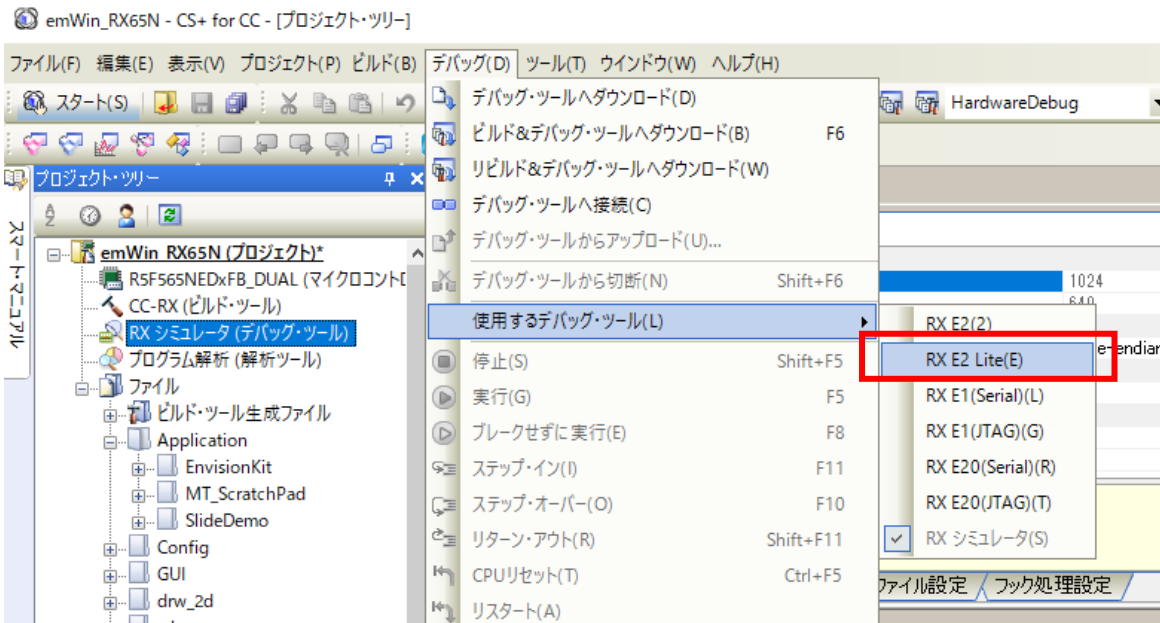 emWin_RX65N - CS+ for CC - [プロジェクト・ツリー]
ファイル(F) 編集(E) 表示(V) プロジェクト(P) ビルド(B) デバッグ(D) ツール(T) ウインドウ(W) ヘルプ(H)
スタート(S)
HardwareDebug
プロジェクト・ツリー
スマート・マニュアル
emWin_RX65N (プロジェクト)*
R5F565NEDxFB_DUAL (マイクロコント
CC-RX (ビルド・ツール)
RX シミュレータ (デバッグ・ツール)
プログラム解析 (解析ツール)
ファイル
ビルド・ツール生成ファイル
Application
EnvisionKit
MT_ScratchPad
SlideDemo
Config
GUI
drw_2d
デバッグ・ツールへダウンロード(D)
ビルド&デバッグ・ツールへダウンロード(B) F6
リビルド&デバッグ・ツールへダウンロード(W)
デバッグ・ツールへ接続(C)
デバッグ・ツールからアップロード(U)...
デバッグ・ツールから切断(N) Shift+F6
使用するデバッグ・ツール(L)
停止(S) Shift+F5
実行(G) F5
ブレークせずに実行(E) F8
ステップ・イン(I) F11
ステップ・オーバー(O) F10
リターン・アウト(R) Shift+F11
CPUリセット(T) Ctrl+F5
リスタート(A)
1024
640
RX E2(2)
RX E2 Lite(E)
e-endian
RX E1(Serial)(L)
RX E1(JTAG)(G)
RX E20(Serial)(R)
RX E20(JTAG)(T)
RX シミュレータ(S)
ファイル設定 フック処理設定